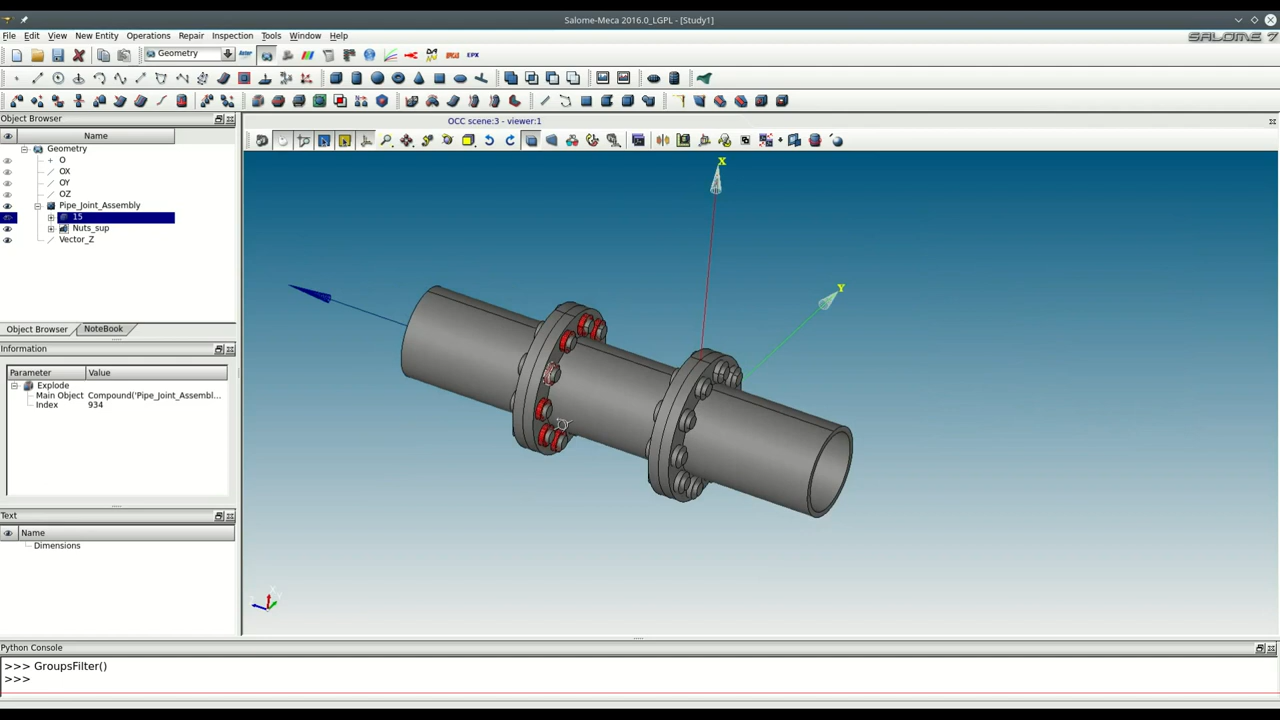 Salome-Meca 2016.0_LGPL - [Study1]
File Edit View New Entity Operations Repair Inspection Tools Window Help
SALOME 7
Geometry
EPX
Object Browser
OCC scene:3 - viewer:1
Name
Geometry
O
OX
OY
OZ
Pipe_Joint_Assembly
15
Nuts_sup
Vector_Z
X
Y
Object Browser NoteBook
Information
Parameter Value
Explode
Main Object Compound('Pipe_Joint_Assembl...
Index 934
Text
Name
Dimensions
Python Console
>>> GroupsFilter()
>>>